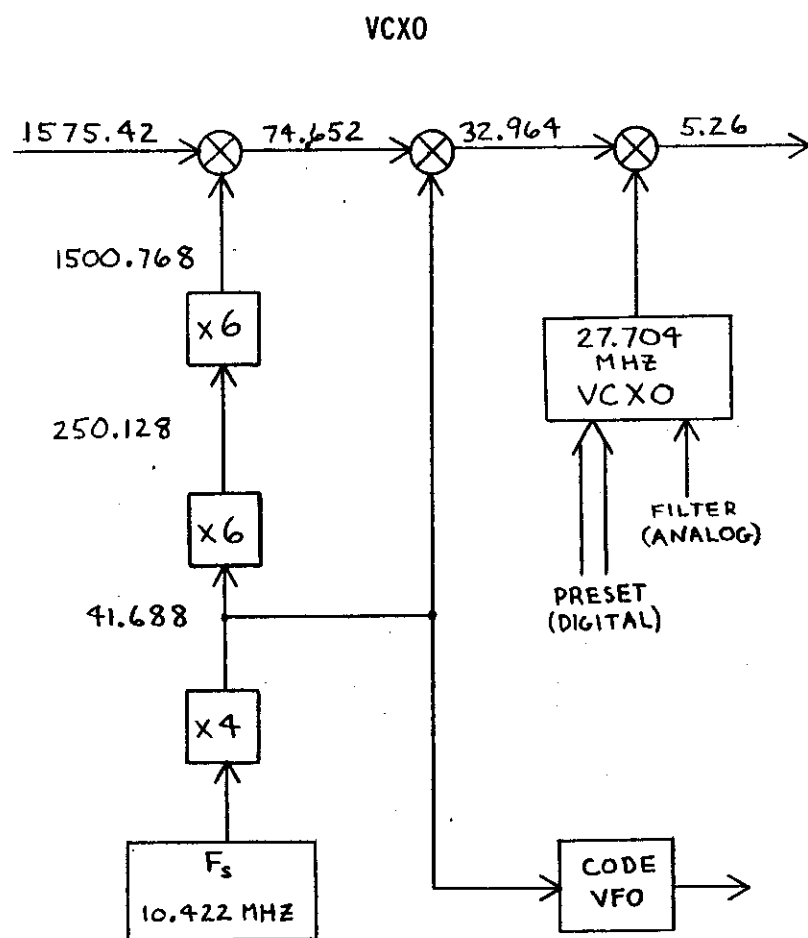 VCXO
1575.42
74.652
32.964
5.26
1500.768
x6
27.704
MHZ
VCXO
250.128
x6
FILTER
(ANALOG)
PRESET
(DIGITAL)
41.688
x4
Fs
10.422 MHZ
CODE
VFO